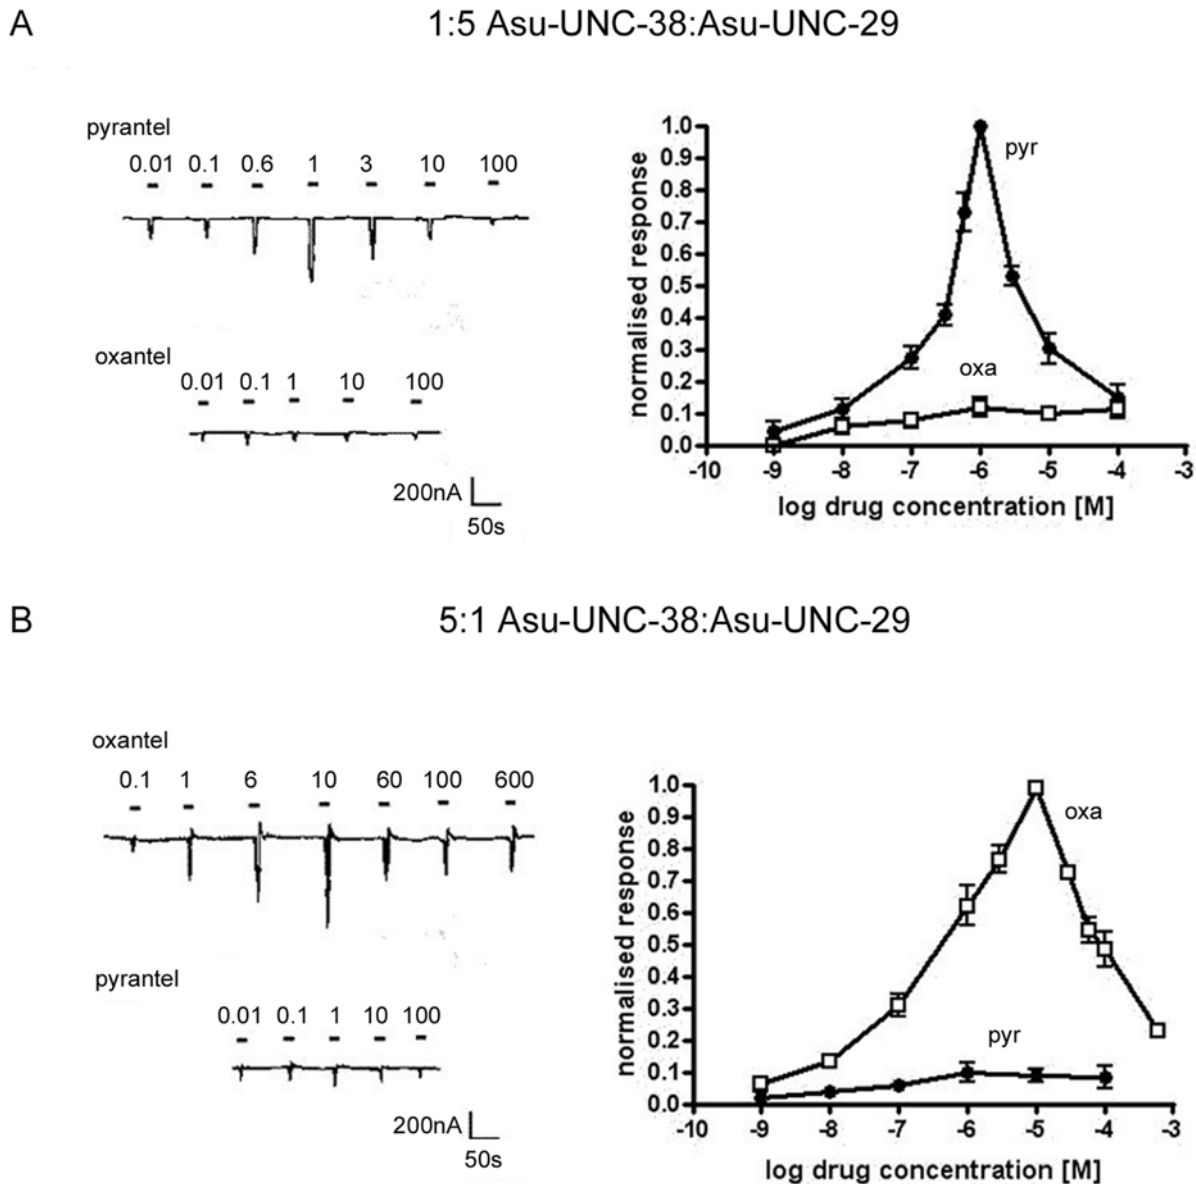 A
1:5 Asu-UNC-38:Asu-UNC-29
pyrantel
0.01 0.1 0.6 1 3 10 100
oxantel
0.01 0.1 1 10 100
200nA
50s
normalised response
1.0
0.9
0.8
0.7
0.6
0.5
0.4
0.3
0.2
0.1
0.0
pyr
oxa
-10 -9 -8 -7 -6 -5 -4 -3
log drug concentration [M]
B
5:1 Asu-UNC-38:Asu-UNC-29
oxantel
0.1 1 6 10 60 100 600
pyrantel
0.01 0.1 1 10 100
200nA
50s
normalised response
1.0
0.9
0.8
0.7
0.6
0.5
0.4
0.3
0.2
0.1
0.0
oxa
pyr
-10 -9 -8 -7 -6 -5 -4 -3
log drug concentration [M]